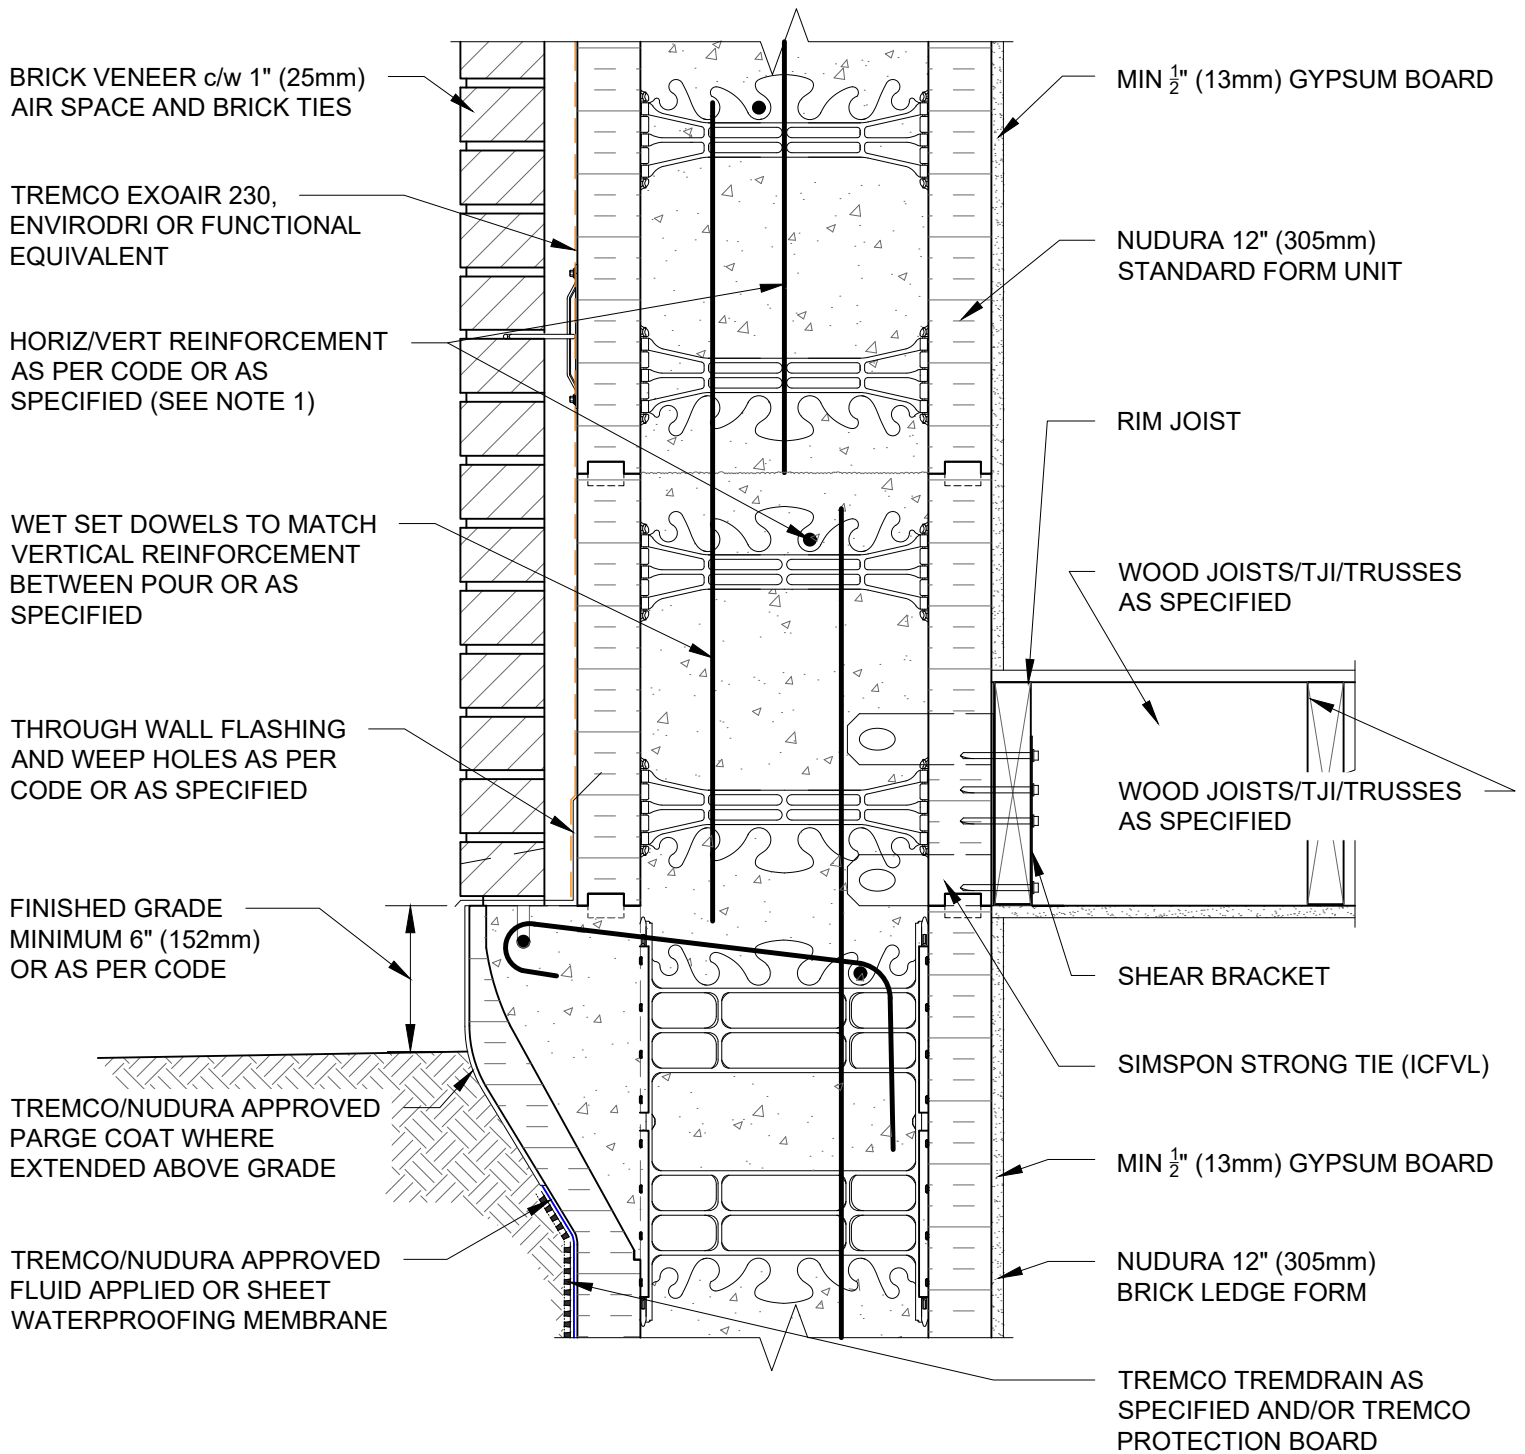 BRICK VENEER c/w 1" (25mm)
AIR SPACE AND BRICK TIES
TREMCO EXOAIR 230,
ENVIRODRI OR FUNCTIONAL
EQUIVALENT
HORIZ/VERT REINFORCEMENT
AS PER CODE OR AS
SPECIFIED (SEE NOTE 1)
WET SET DOWELS TO MATCH
VERTICAL REINFORCEMENT
BETWEEN POUR OR AS
SPECIFIED
THROUGH WALL FLASHING
AND WEEP HOLES AS PER
CODE OR AS SPECIFIED
FINISHED GRADE
MINIMUM 6" (152mm)
OR AS PER CODE
TREMCO/NUDURA APPROVED
PARGE COAT WHERE
EXTENDED ABOVE GRADE
TREMCO/NUDURA APPROVED
FLUID APPLIED OR SHEET
WATERPROOFING MEMBRANE
MIN 1/2" (13mm) GYPSUM BOARD
NUDURA 12" (305mm)
STANDARD FORM UNIT
RIM JOIST
WOOD JOISTS/TJI/TRUSSES
AS SPECIFIED
WOOD JOISTS/TJI/TRUSSES
AS SPECIFIED
SHEAR BRACKET
SIMSPON STRONG TIE (ICFVL)
MIN 1/2" (13mm) GYPSUM BOARD
NUDURA 12" (305mm)
BRICK LEDGE FORM
TREMCO TREMDRAIN AS
SPECIFIED AND/OR TREMCO
PROTECTION BOARD